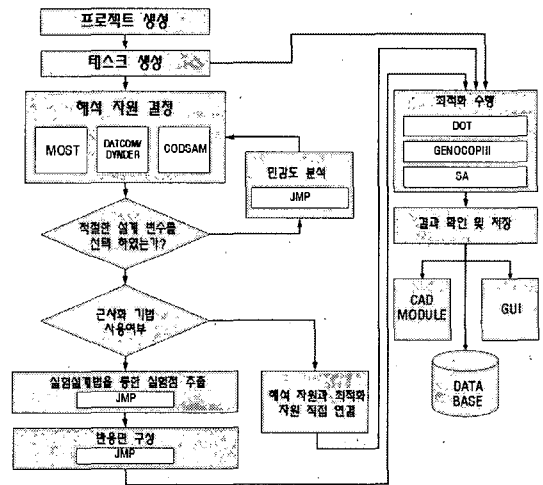 프로젝트 생성
테스크 생성
해석 자원 결정
MOST
DATCOM/
DYNDER
CODSAM
민감도 분석
JMP
적절한 설계 변수를
선택 하였는가?
근사화 기법
사용여부
실험설계법을 통한 실험점 추출
JMP
반응면 구성
JMP
해석 자원과 최적화
자원 직접 연결
최적화 수행
DOT
GENOCOPIII
SA
결과 확인 및 저장
CAD
MODULE
GUI
DATA
BASE